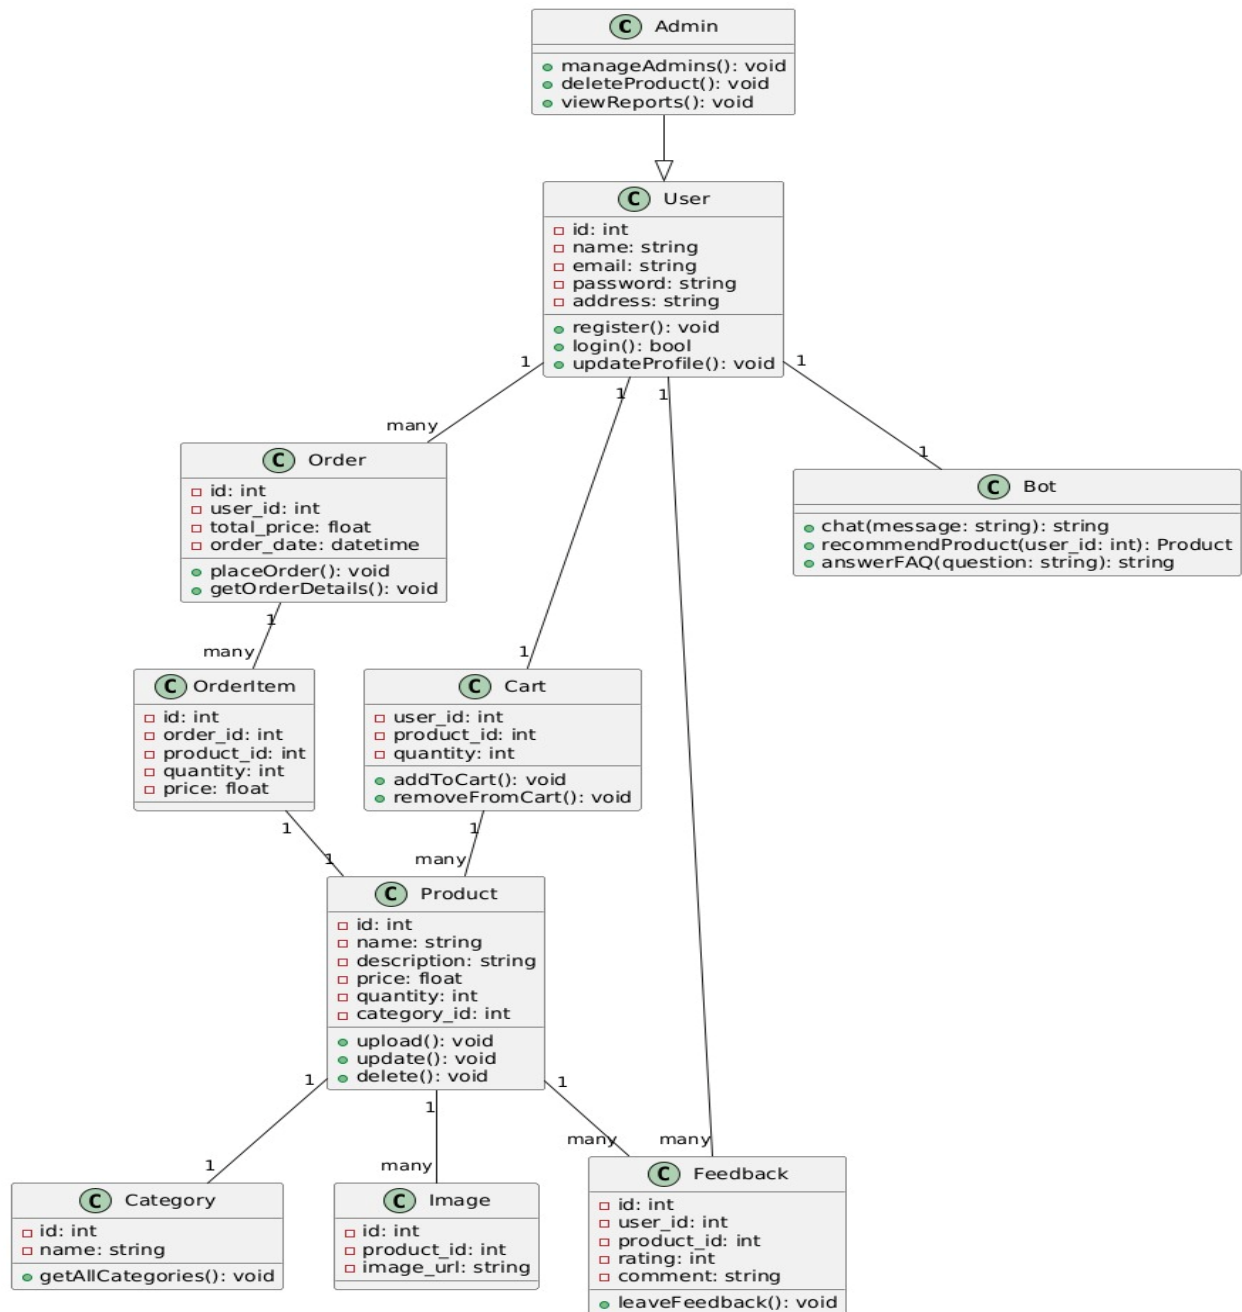 C Admin
manageAdmins(): void
deleteProduct(): void
viewReports(): void
C User
id: int
name: string
email: string
password: string
address: string
register(): void
login(): bool
updateProfile(): void
1
1
1
1
many
1
C Order
id: int
user_id: int
total_price: float
order_date: datetime
placeOrder(): void
getOrderDetails(): void
C Bot
chat(message: string): string
recommendProduct(user_id: int): Product
answerFAQ(question: string): string
1
many
1
C OrderItem
id: int
order_id: int
product_id: int
quantity: int
price: float
C Cart
user_id: int
product_id: int
quantity: int
addToCart(): void
removeFromCart(): void
1
1
1
many
C Product
id: int
name: string
description: string
price: float
quantity: int
category_id: int
upload(): void
update(): void
delete(): void
1
1
1
1
many
many
many
C Category
id: int
name: string
getAllCategories(): void
C Image
id: int
product_id: int
image_url: string
C Feedback
id: int
user_id: int
product_id: int
rating: int
comment: string
leaveFeedback(): void